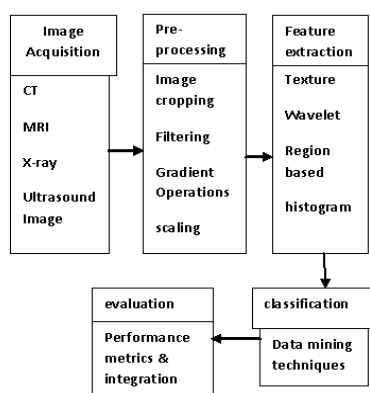 Image
Acquisition
CT
MRI
X-ray
Ultrasound
Image
Pre-
processing
Image
cropping
Filtering
Gradient
Operations
scaling
Feature
extraction
Texture
Wavelet
Region
based
histogram
classification
Data mining
techniques
evaluation
Performance
metrics &
integration